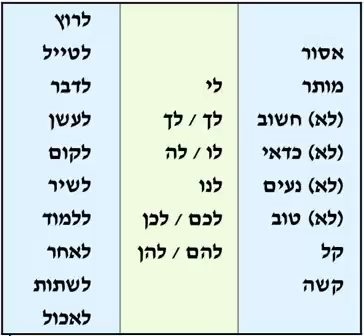 לרוץ
אסור לטייל
מותר לי לדבר
(לא) חשוב לך / לך לעשן
(לא) כדאי לו / לה לקום
(לא) נעים לנו לשיר
(לא) טוב לכם / לכן ללמוד
קל להם / להן לאחר
קשה לשתות
לאכול